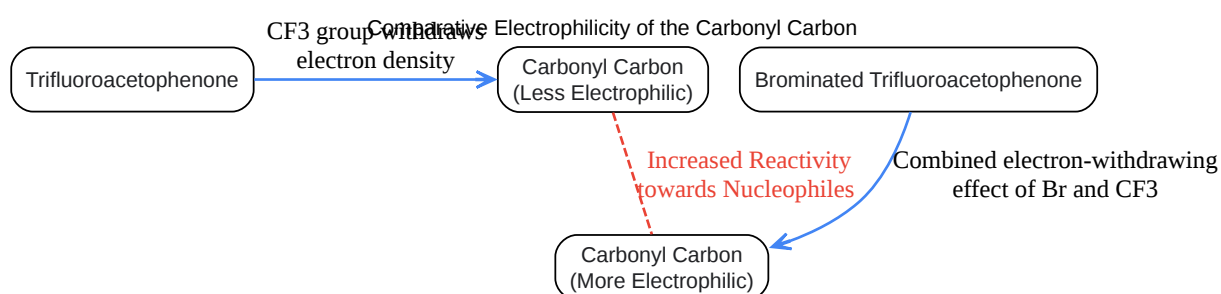 Comparative Electrophilicity of the Carbonyl Carbon
CF3 group withdraws
electron density
Trifluoroacetophenone
Carbonyl Carbon
(Less Electrophilic)
Brominated Trifluoroacetophenone
Increased Reactivity
towards Nucleophiles
Combined electron-withdrawing
effect of Br and CF3
Carbonyl Carbon
(More Electrophilic)